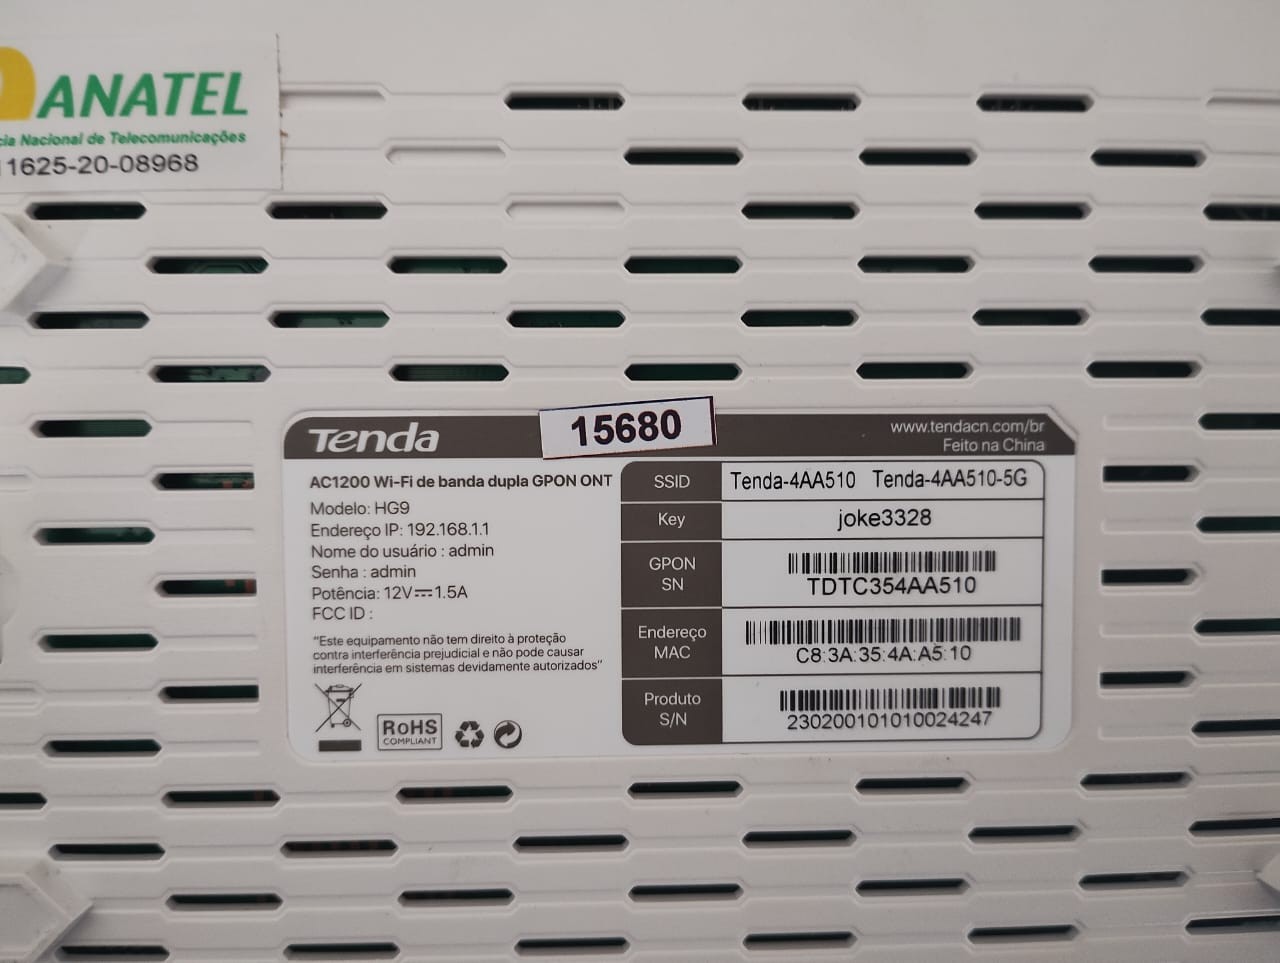 ANATEL
cia Nacional de Telecomunicações
11625-20-08968
Tenda
15680
www.tendacn.com/br
Feito na China
AC1200 Wi-Fi de banda dupla GPON ONT
Modelo: HG9
Endereço IP: 192.168.1.1
Nome do usuário : admin
Senha : admin
Potência: 12V⎓1.5A
FCC ID :
"Este equipamento não tem direito à proteção
contra interferência prejudicial e não pode causar
interferência em sistemas devidamente autorizados"
RoHS
COMPLIANT
SSID
Tenda-4AA510 Tenda-4AA510-5G
Key
joke3328
GPON
SN
TDTC354AA510
Endereço
MAC
C8:3A:35:4A:A5:10
Produto
S/N
230200101010024247